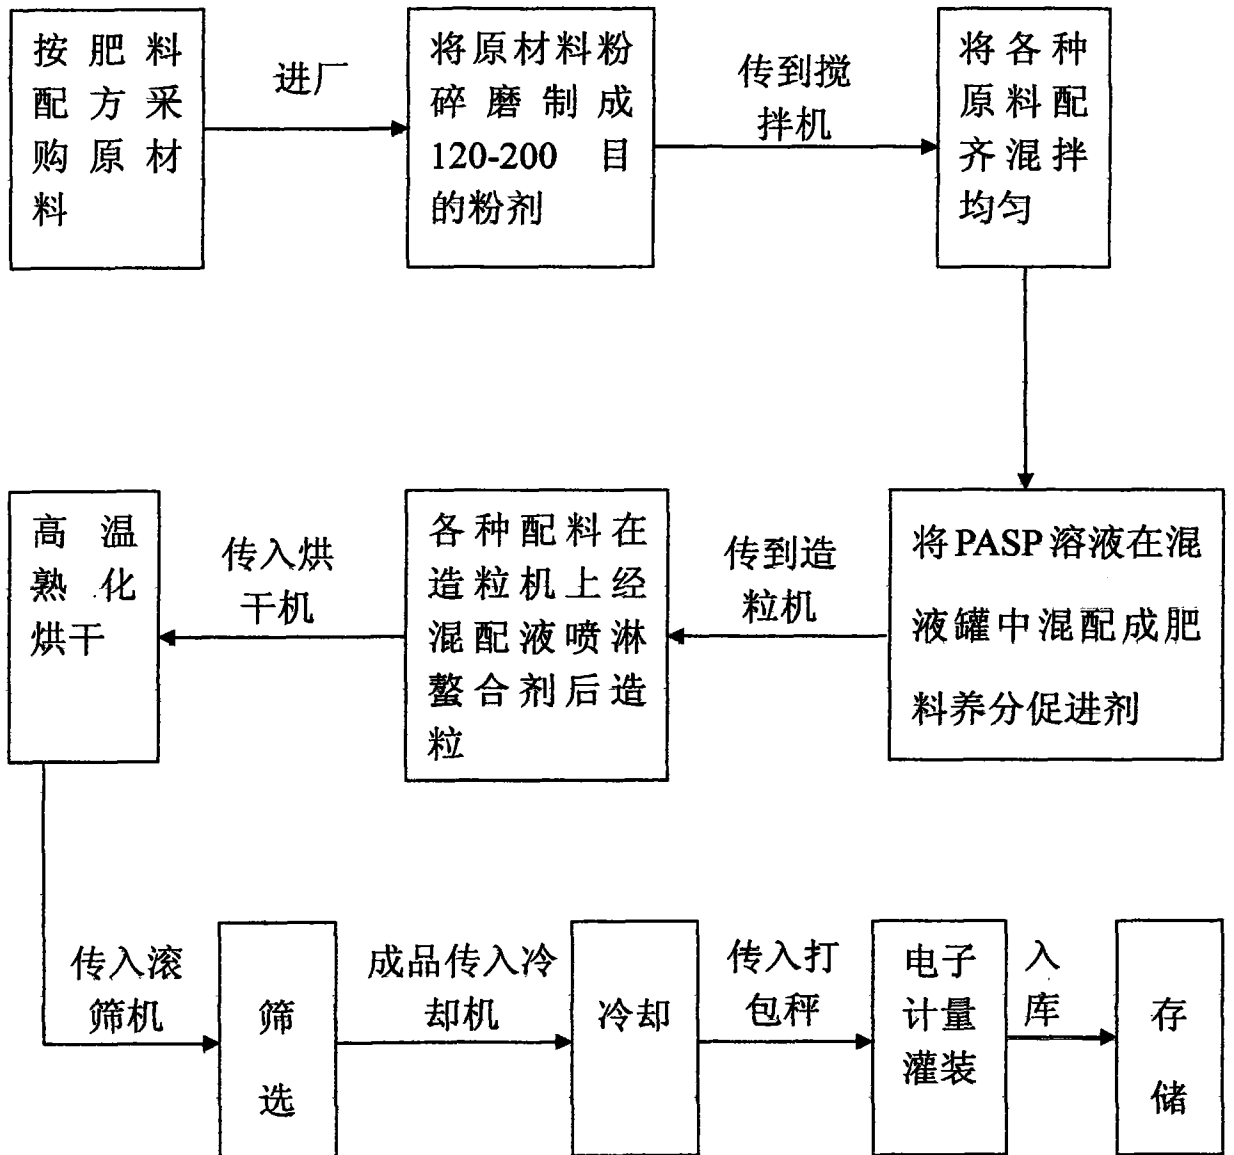 按肥料
配方采
购原材
料
进厂
将原材料粉
碎磨制成
120-200 目
的粉剂
传到搅
拌机
将各种
原料配
齐混拌
均匀
将PASP溶液在混
液罐中混配成肥
料养分促进剂
传到造
粒机
各种配料在
造粒机上经
混配液喷淋
螯合剂后造
粒
传入烘
干机
高温
熟化
烘干
传入滚
筛机
筛
选
成品传入冷
却机
冷却
传入打
包秤
电子
计量
灌装
入
库
存
储